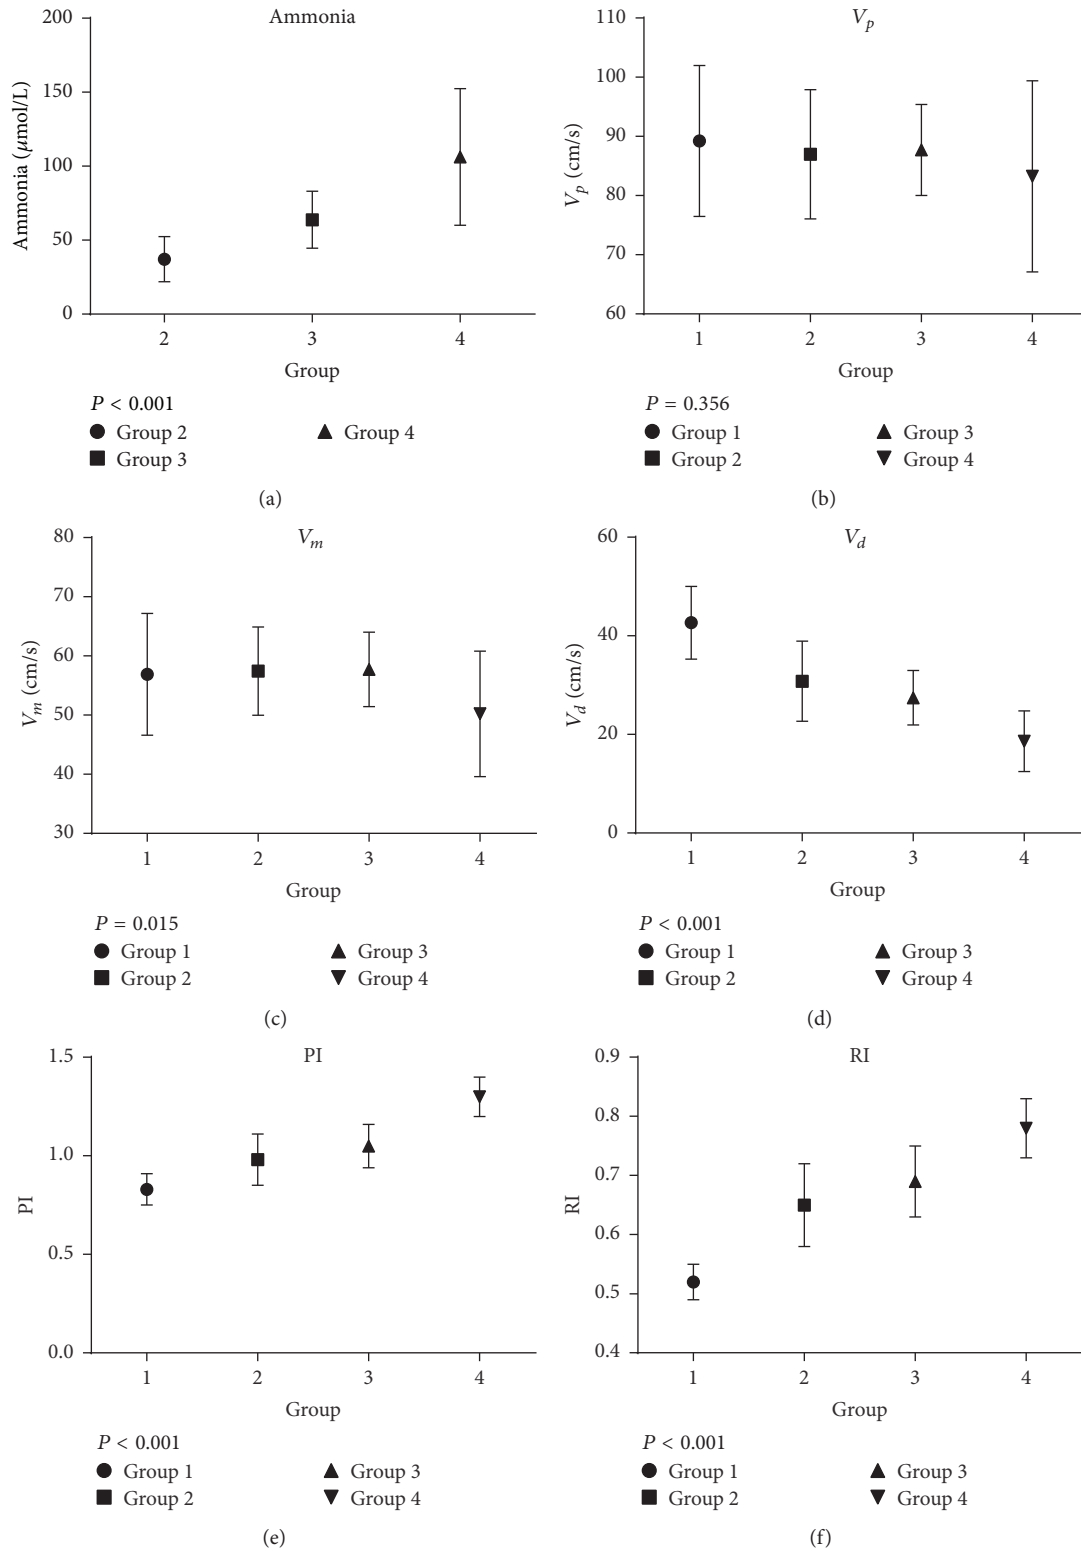 Ammonia
200
150
100
50
0
Ammonia (μmol/L)
2 3 4
Group
P < 0.001
Group 2 Group 4
Group 3
(a)
V_p
110
100
90
80
70
60
V_p (cm/s)
1 2 3 4
Group
P = 0.356
Group 1 Group 3
Group 2 Group 4
(b)
V_m
80
70
60
50
40
30
V_m (cm/s)
1 2 3 4
Group
P = 0.015
Group 1 Group 3
Group 2 Group 4
(c)
V_d
60
40
20
0
V_d (cm/s)
1 2 3 4
Group
P < 0.001
Group 1 Group 3
Group 2 Group 4
(d)
PI
1.5
1.0
0.5
0.0
PI
1 2 3 4
Group
P < 0.001
Group 1 Group 3
Group 2 Group 4
(e)
RI
0.9
0.8
0.7
0.6
0.5
0.4
RI
1 2 3 4
Group
P < 0.001
Group 1 Group 3
Group 2 Group 4
(f)